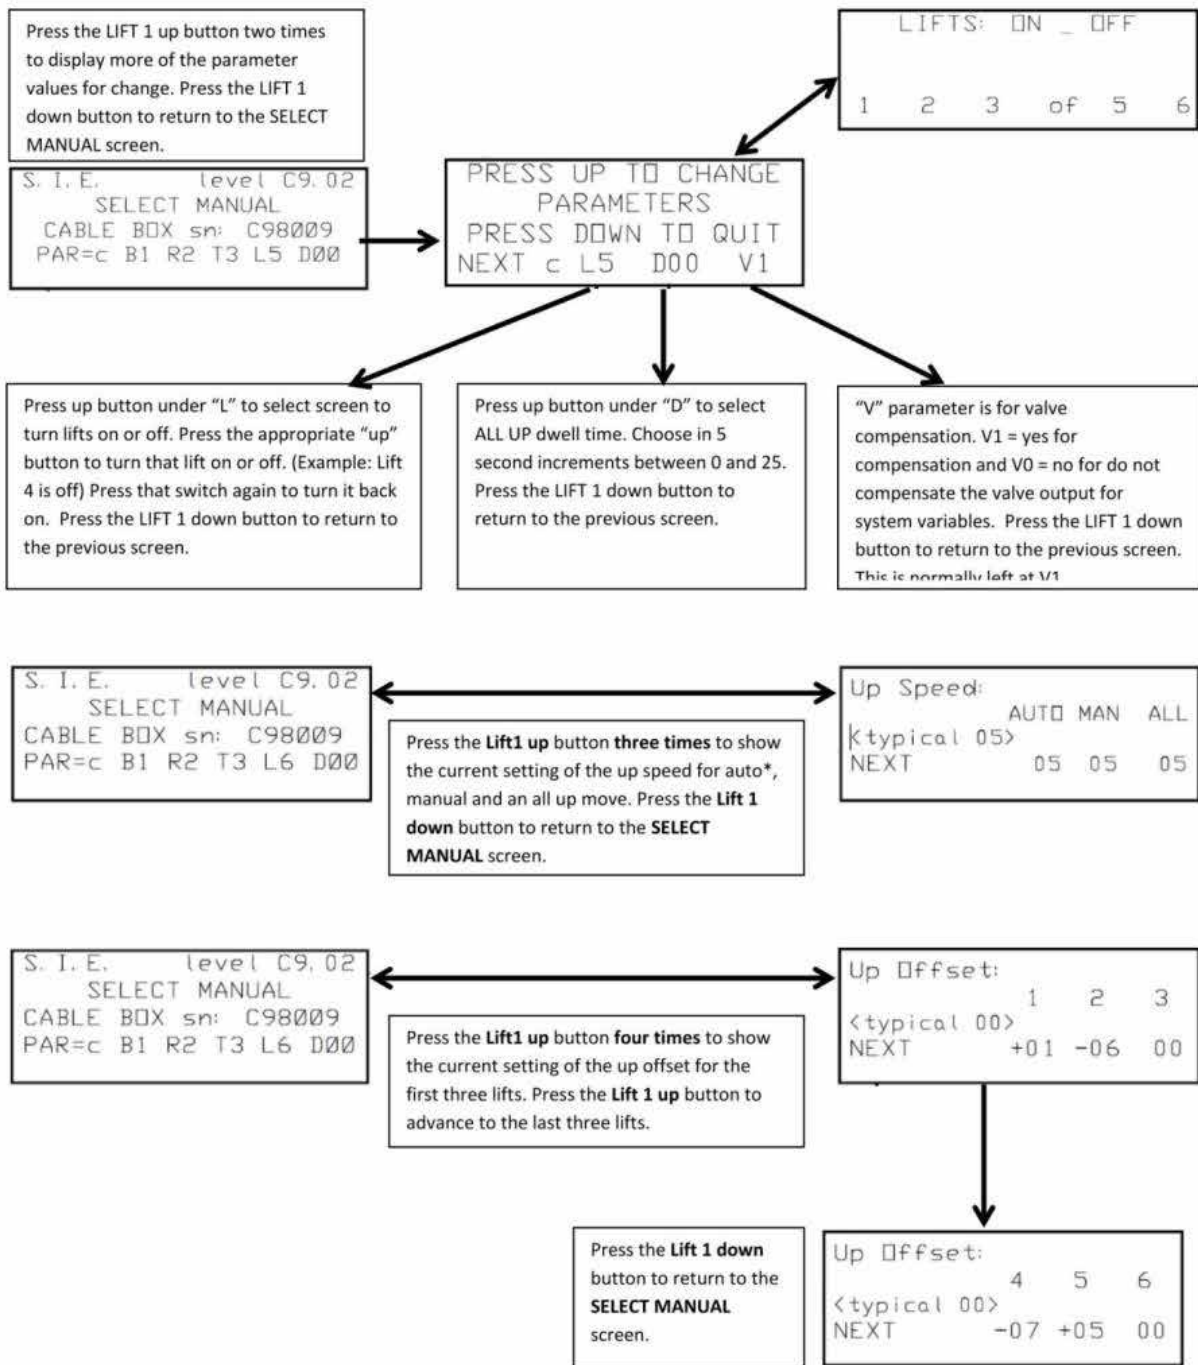 Press the LIFT 1 up button two times
to display more of the parameter
values for change. Press the LIFT 1
down button to return to the SELECT
MANUAL screen.
LIFTS: ON _ OFF
1 2 3 of 5 6
S. I. E. level C9.02
SELECT MANUAL
CABLE BOX sn: C98009
PAR=c B1 R2 T3 L5 D00
PRESS UP TO CHANGE
PARAMETERS
PRESS DOWN TO QUIT
NEXT c L5 D00 V1
Press up button under “L” to select screen to
turn lifts on or off. Press the appropriate “up”
button to turn that lift on or off. (Example: Lift
4 is off) Press that switch again to turn it back
on. Press the LIFT 1 down button to return to
the previous screen.
Press up button under “D” to select
ALL UP dwell time. Choose in 5
second increments between 0 and 25.
Press the LIFT 1 down button to
return to the previous screen.
“V” parameter is for valve
compensation. V1 = yes for
compensation and V0 = no for do not
compensate the valve output for
system variables. Press the LIFT 1 down
button to return to the previous screen.
This is normally left at V1
S. I. E. level C9.02
SELECT MANUAL
CABLE BOX sn: C98009
PAR=c B1 R2 T3 L6 D00
Press the Lift1 up button three times to show
the current setting of the up speed for auto*,
manual and an all up move. Press the Lift 1
down button to return to the SELECT
MANUAL screen.
Up Speed:
AUTO MAN ALL
<typical 05>
NEXT 05 05 05
S. I. E. level C9.02
SELECT MANUAL
CABLE BOX sn: C98009
PAR=c B1 R2 T3 L6 D00
Press the Lift1 up button four times to show
the current setting of the up offset for the
first three lifts. Press the Lift 1 up button to
advance to the last three lifts.
Up Offset:
1 2 3
<typical 00>
NEXT +01 -06 00
Press the Lift 1 down
button to return to the
SELECT MANUAL
screen.
Up Offset:
4 5 6
<typical 00>
NEXT -07 +05 00